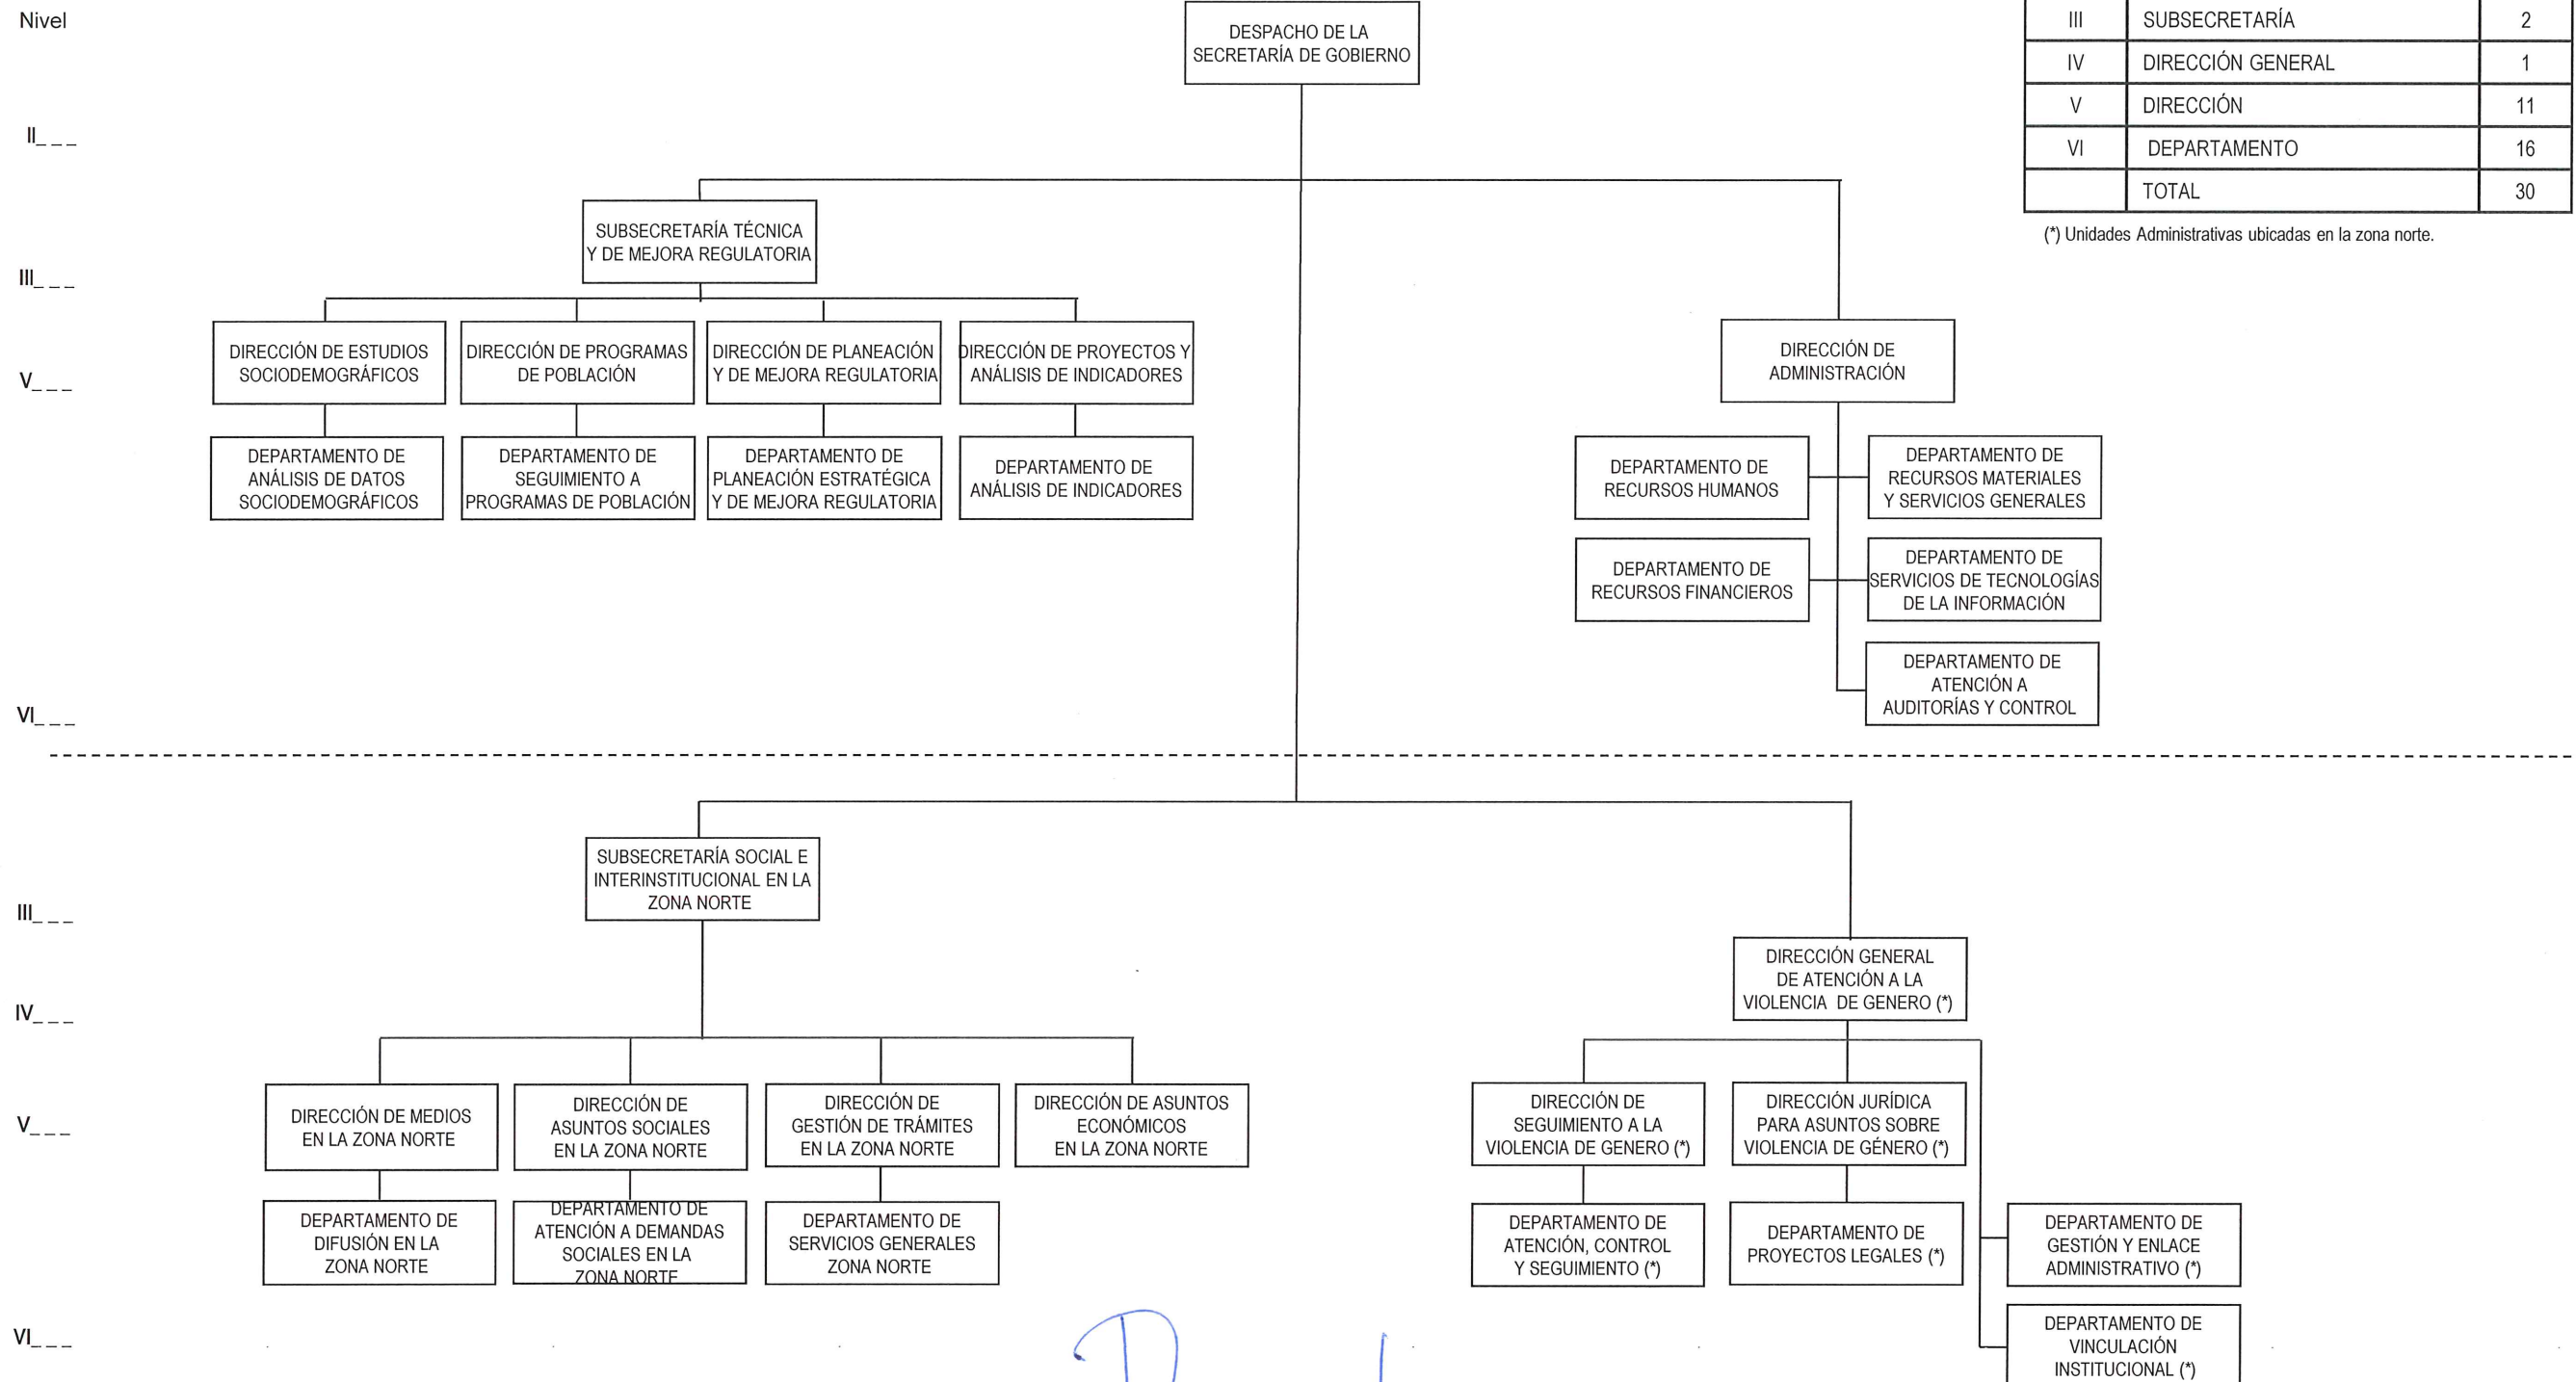 Nivel
DESPACHO DE LA
SECRETARÍA DE GOBIERNO
III SUBSECRETARÍA 2
IV DIRECCIÓN GENERAL 1
V DIRECCIÓN 11
VI DEPARTAMENTO 16
TOTAL 30
(*) Unidades Administrativas ubicadas en la zona norte.
II_ _ _
SUBSECRETARÍA TÉCNICA
Y DE MEJORA REGULATORIA
III_ _ _
DIRECCIÓN DE ESTUDIOS
SOCIODEMOGRÁFICOS
DIRECCIÓN DE PROGRAMAS
DE POBLACIÓN
DIRECCIÓN DE PLANEACIÓN
Y DE MEJORA REGULATORIA
DIRECCIÓN DE PROYECTOS Y
ANÁLISIS DE INDICADORES
DIRECCIÓN DE
ADMINISTRACIÓN
V_ _ _
DEPARTAMENTO DE
ANÁLISIS DE DATOS
SOCIODEMOGRÁFICOS
DEPARTAMENTO DE
SEGUIMIENTO A
PROGRAMAS DE POBLACIÓN
DEPARTAMENTO DE
PLANEACIÓN ESTRATÉGICA
Y DE MEJORA REGULATORIA
DEPARTAMENTO DE
ANÁLISIS DE INDICADORES
DEPARTAMENTO DE
RECURSOS HUMANOS
DEPARTAMENTO DE
RECURSOS MATERIALES
Y SERVICIOS GENERALES
DEPARTAMENTO DE
RECURSOS FINANCIEROS
DEPARTAMENTO DE
SERVICIOS DE TECNOLOGÍAS
DE LA INFORMACIÓN
DEPARTAMENTO DE
ATENCIÓN A
AUDITORÍAS Y CONTROL
VI_ _ _
SUBSECRETARÍA SOCIAL E
INTERINSTITUCIONAL EN LA
ZONA NORTE
III_ _ _
DIRECCIÓN GENERAL
DE ATENCIÓN A LA
VIOLENCIA DE GENERO (*)
IV_ _ _
DIRECCIÓN DE MEDIOS
EN LA ZONA NORTE
DIRECCIÓN DE
ASUNTOS SOCIALES
EN LA ZONA NORTE
DIRECCIÓN DE
GESTIÓN DE TRÁMITES
EN LA ZONA NORTE
DIRECCIÓN DE ASUNTOS
ECONÓMICOS
EN LA ZONA NORTE
DIRECCIÓN DE
SEGUIMIENTO A LA
VIOLENCIA DE GENERO (*)
DIRECCIÓN JURÍDICA
PARA ASUNTOS SOBRE
VIOLENCIA DE GÉNERO (*)
V_ _ _
DEPARTAMENTO DE
DIFUSIÓN EN LA
ZONA NORTE
DEPARTAMENTO DE
ATENCIÓN A DEMANDAS
SOCIALES EN LA
ZONA NORTE
DEPARTAMENTO DE
SERVICIOS GENERALES
ZONA NORTE
DEPARTAMENTO DE
ATENCIÓN, CONTROL
Y SEGUIMIENTO (*)
DEPARTAMENTO DE
PROYECTOS LEGALES (*)
DEPARTAMENTO DE
GESTIÓN Y ENLACE
ADMINISTRATIVO (*)
DEPARTAMENTO DE
VINCULACIÓN
INSTITUCIONAL (*)
VI_ _ _